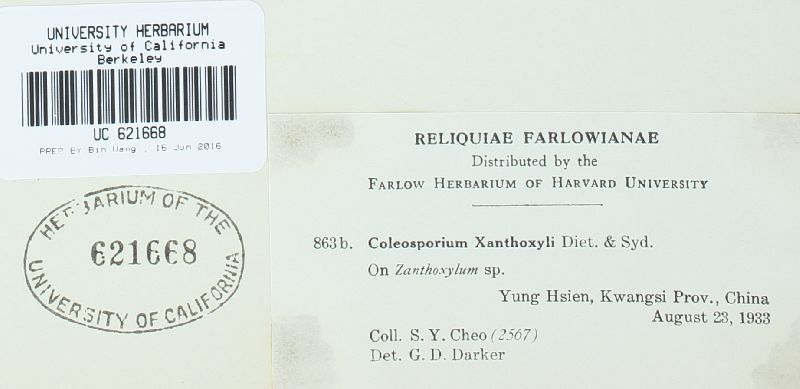 UNIVERSITY HERBARIUM
University of California
Berkeley
UC 621668
PREP BY Bin Wang , 16 Jun 2016
HERBARIUM OF THE
621668
UNIVERSITY OF CALIFORNIA
RELIQUIAE FARLOWIANAE
Distributed by the
FARLOW HERBARIUM OF HARVARD UNIVERSITY
863b. Coleosporium Xanthoxyli Diet. & Syd.
On Zanthoxylum sp.
Yung Hsien, Kwangsi Prov., China
August 23, 1933
Coll. S. Y. Cheo (2567)
Det. G. D. Darker